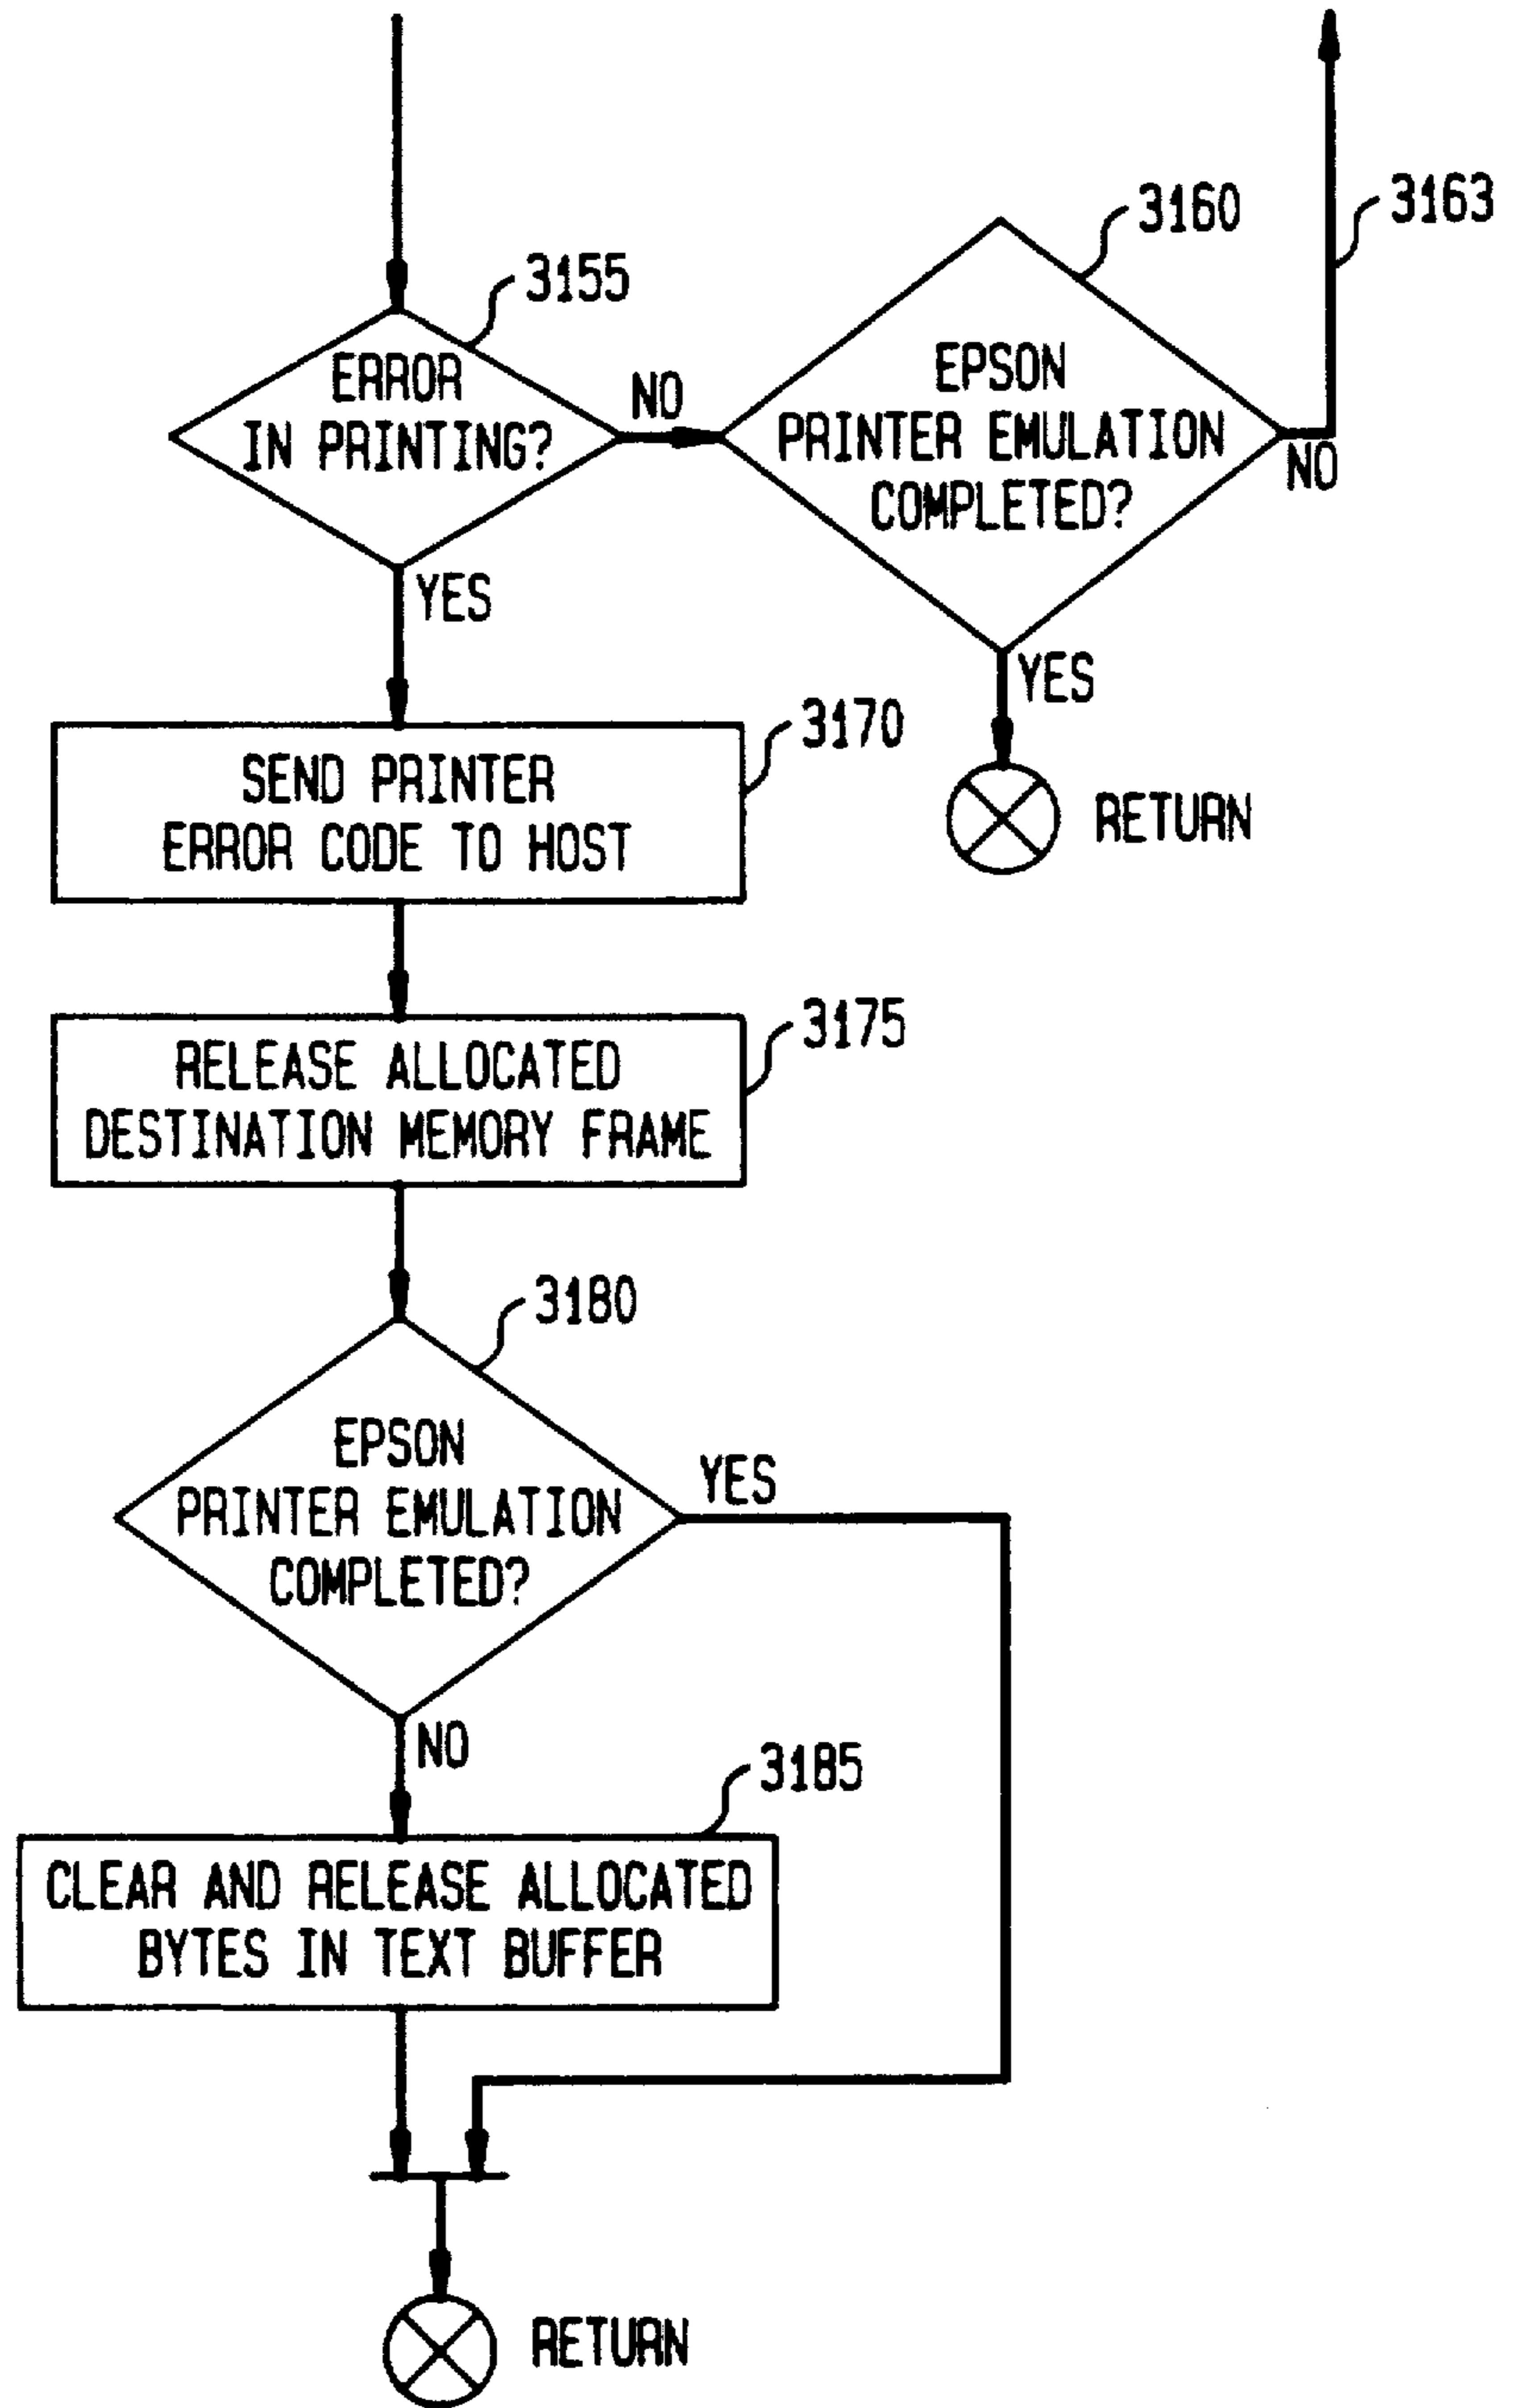 3155
ERROR
IN PRINTING?
NO
YES
3160
EPSON
PRINTER EMULATION
COMPLETED?
NO
3163
YES
RETURN
3170
SEND PRINTER
ERROR CODE TO HOST
3175
RELEASE ALLOCATED
DESTINATION MEMORY FRAME
3180
EPSON
PRINTER EMULATION
COMPLETED?
YES
NO
3185
CLEAR AND RELEASE ALLOCATED
BYTES IN TEXT BUFFER
RETURN